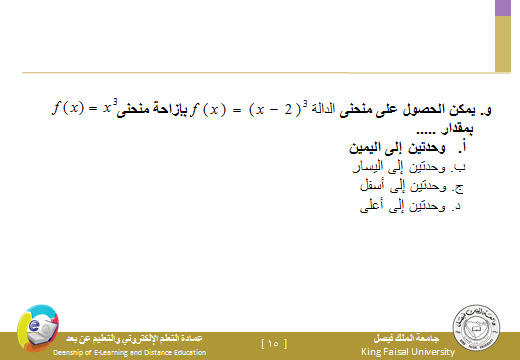 و. يمكن الحصول على منحنى الدالة f(x) = (x − 2)³ بإزاحة منحنى f(x) = x³
بمقدار .....
أ. وحدتين إلى اليمين
ب. وحدتين إلى اليسار
ج. وحدتين إلى أسفل
د. وحدتين إلى أعلى
جامعة الملك فيصل
King Faisal University
[ ١٥ ]
عمادة التعلم الإلكتروني والتعليم عن بعد
Deanship of E-Learning and Distance Education